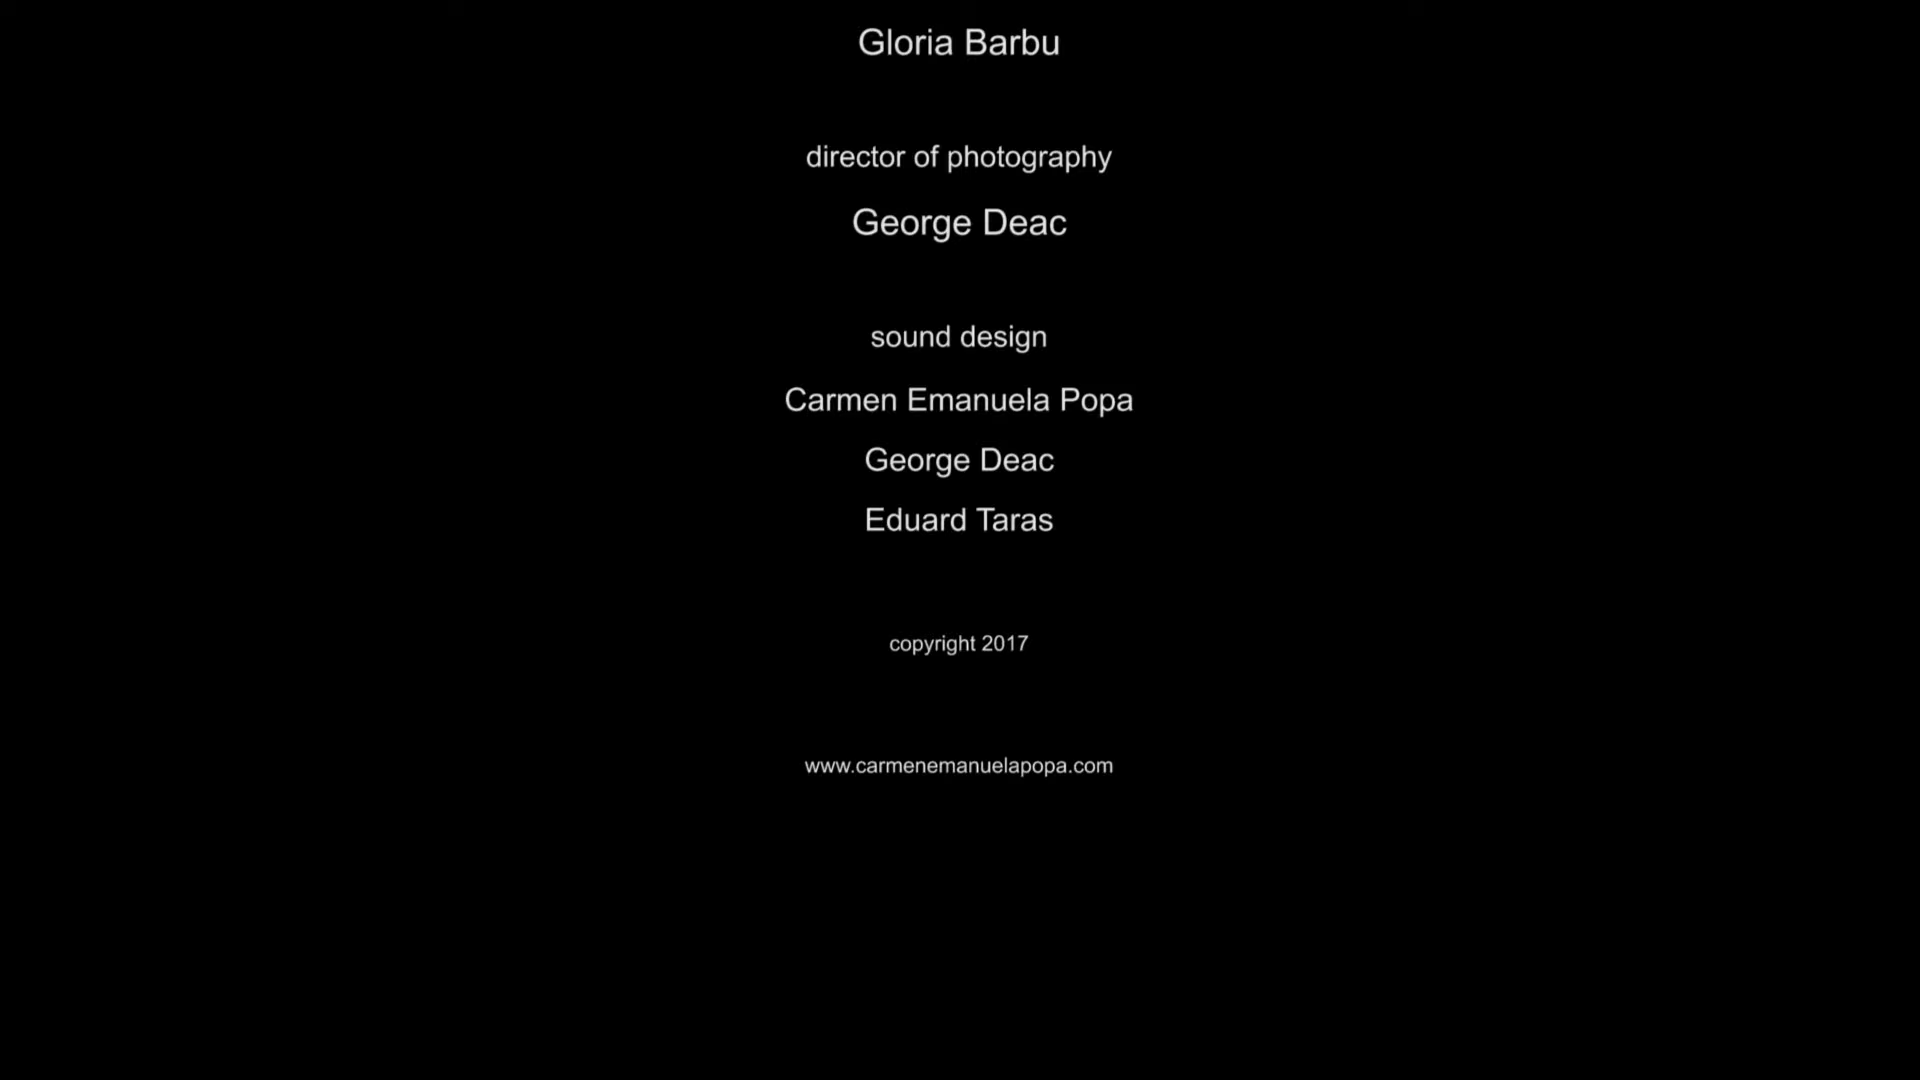 Gloria Barbu
director of photography
George Deac
sound design
Carmen Emanuela Popa
George Deac
Eduard Taras
copyright 2017
www.carmenemanuelapopa.com